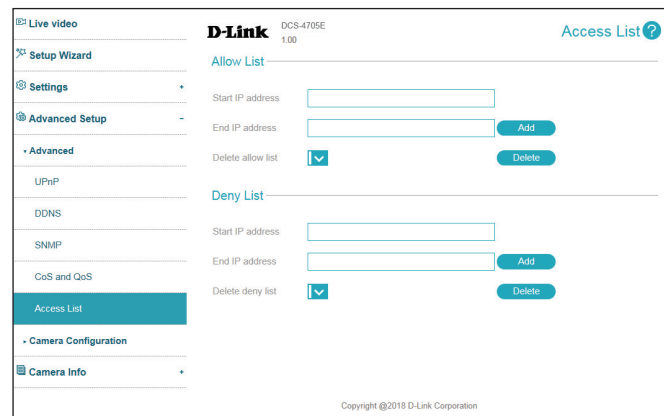 Live video
Setup Wizard
Settings +
Advanced Setup -
Advanced
UPnP
DDNS
SNMP
CoS and QoS
Access List
Camera Configuration
Camera Info +
D-Link DCS-4705E
1.00
Access List ?
Allow List
Start IP address
End IP address Add
Delete allow list Delete
Deny List
Start IP address
End IP address Add
Delete deny list Delete
Copyright @2018 D-Link Corporation